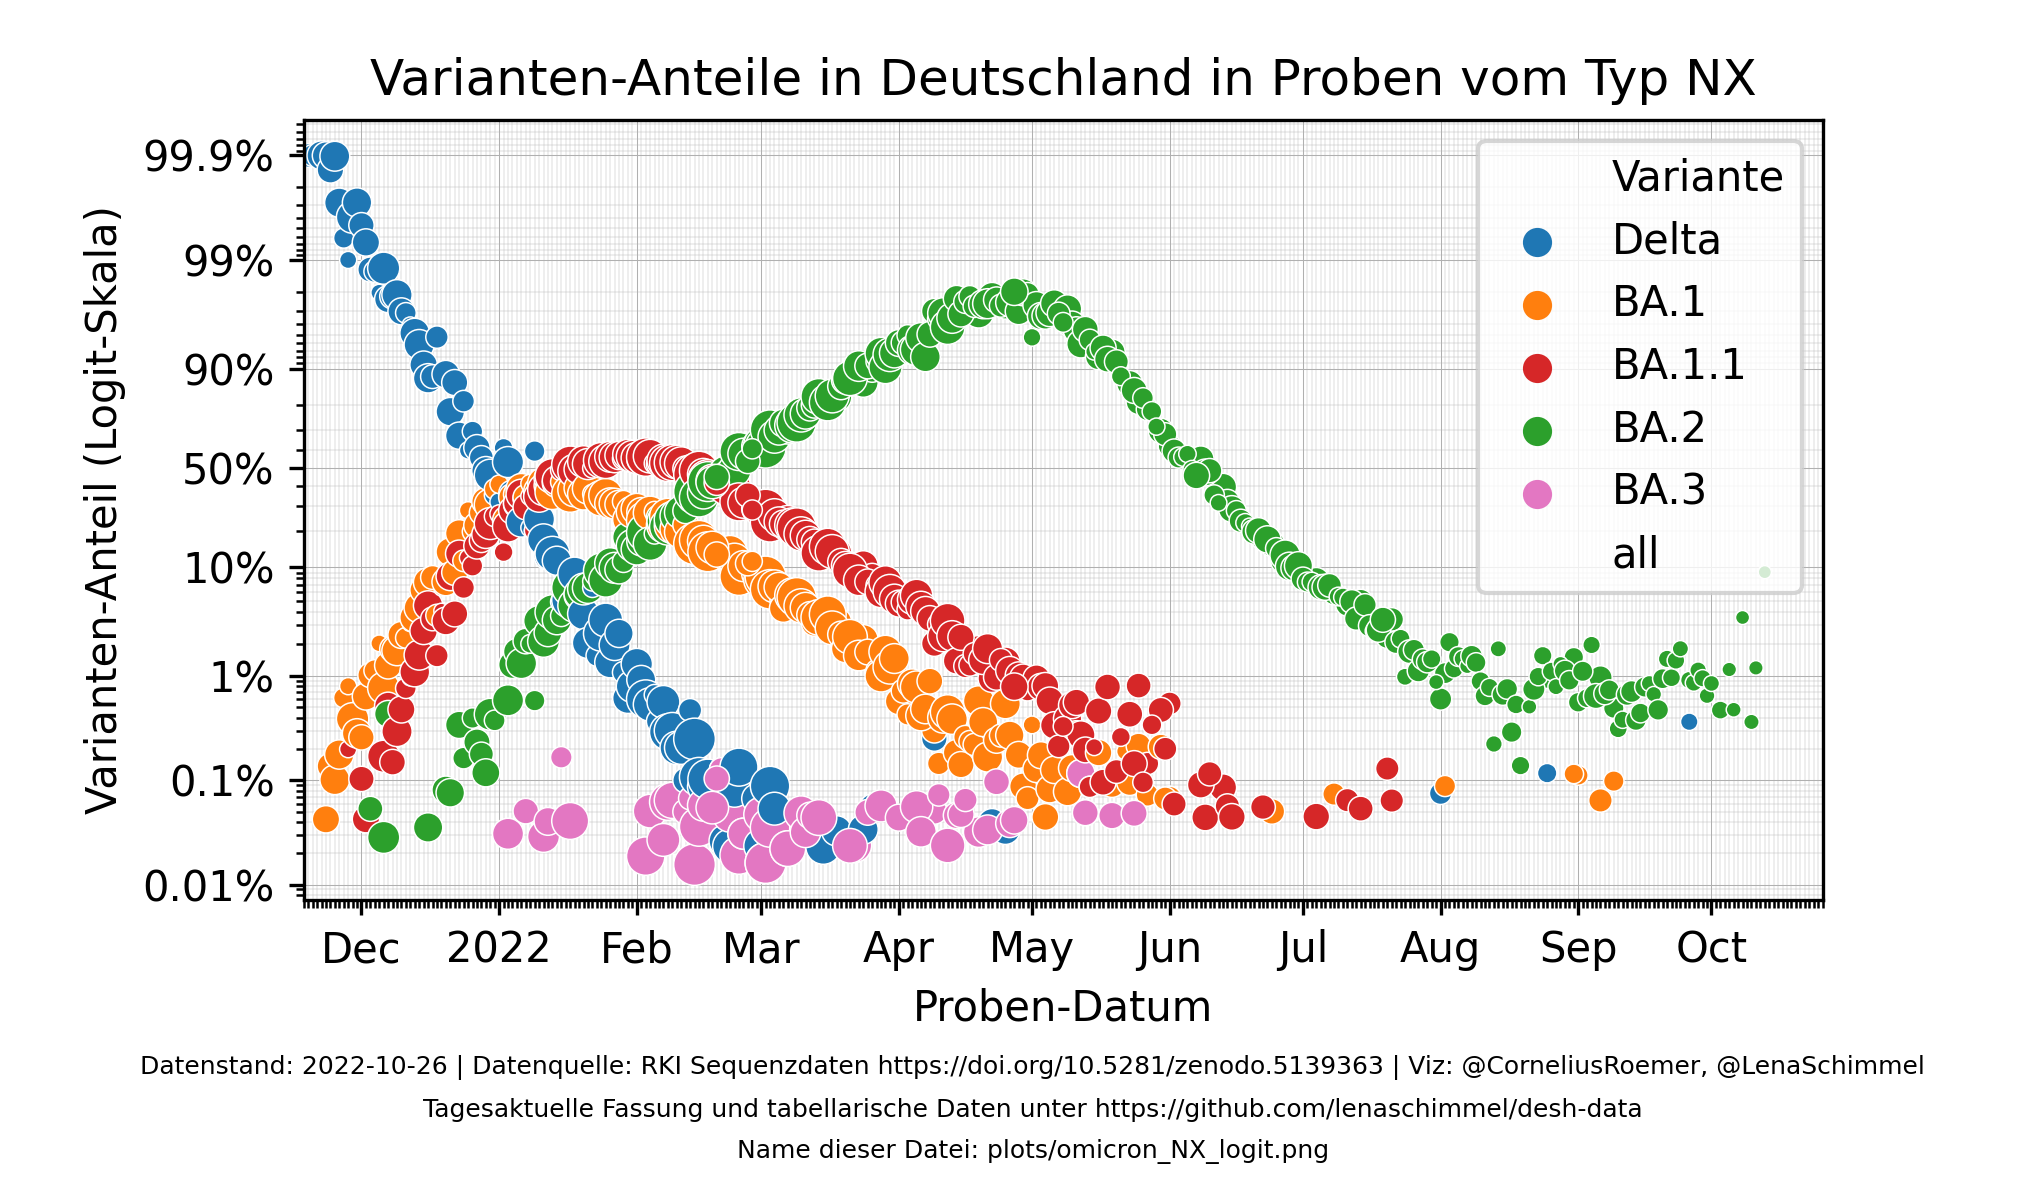 Varianten-Anteile in Deutschland in Proben vom Typ NX
Varianten-Anteil (Logit-Skala)
99.9%
99%
90%
50%
10%
1%
0.1%
0.01%
Variante
Delta
BA.1
BA.1.1
BA.2
BA.3
all
Dec 2022 Feb Mar Apr May Jun Jul Aug Sep Oct
Proben-Datum
Datenstand: 2022-10-26 | Datenquelle: RKI Sequenzdaten https://doi.org/10.5281/zenodo.5139363 | Viz: @CorneliusRoemer, @LenaSchimmel
Tagesaktuelle Fassung und tabellarische Daten unter https://github.com/lenaschimmel/desh-data
Name dieser Datei: plots/omicron_NX_logit.png